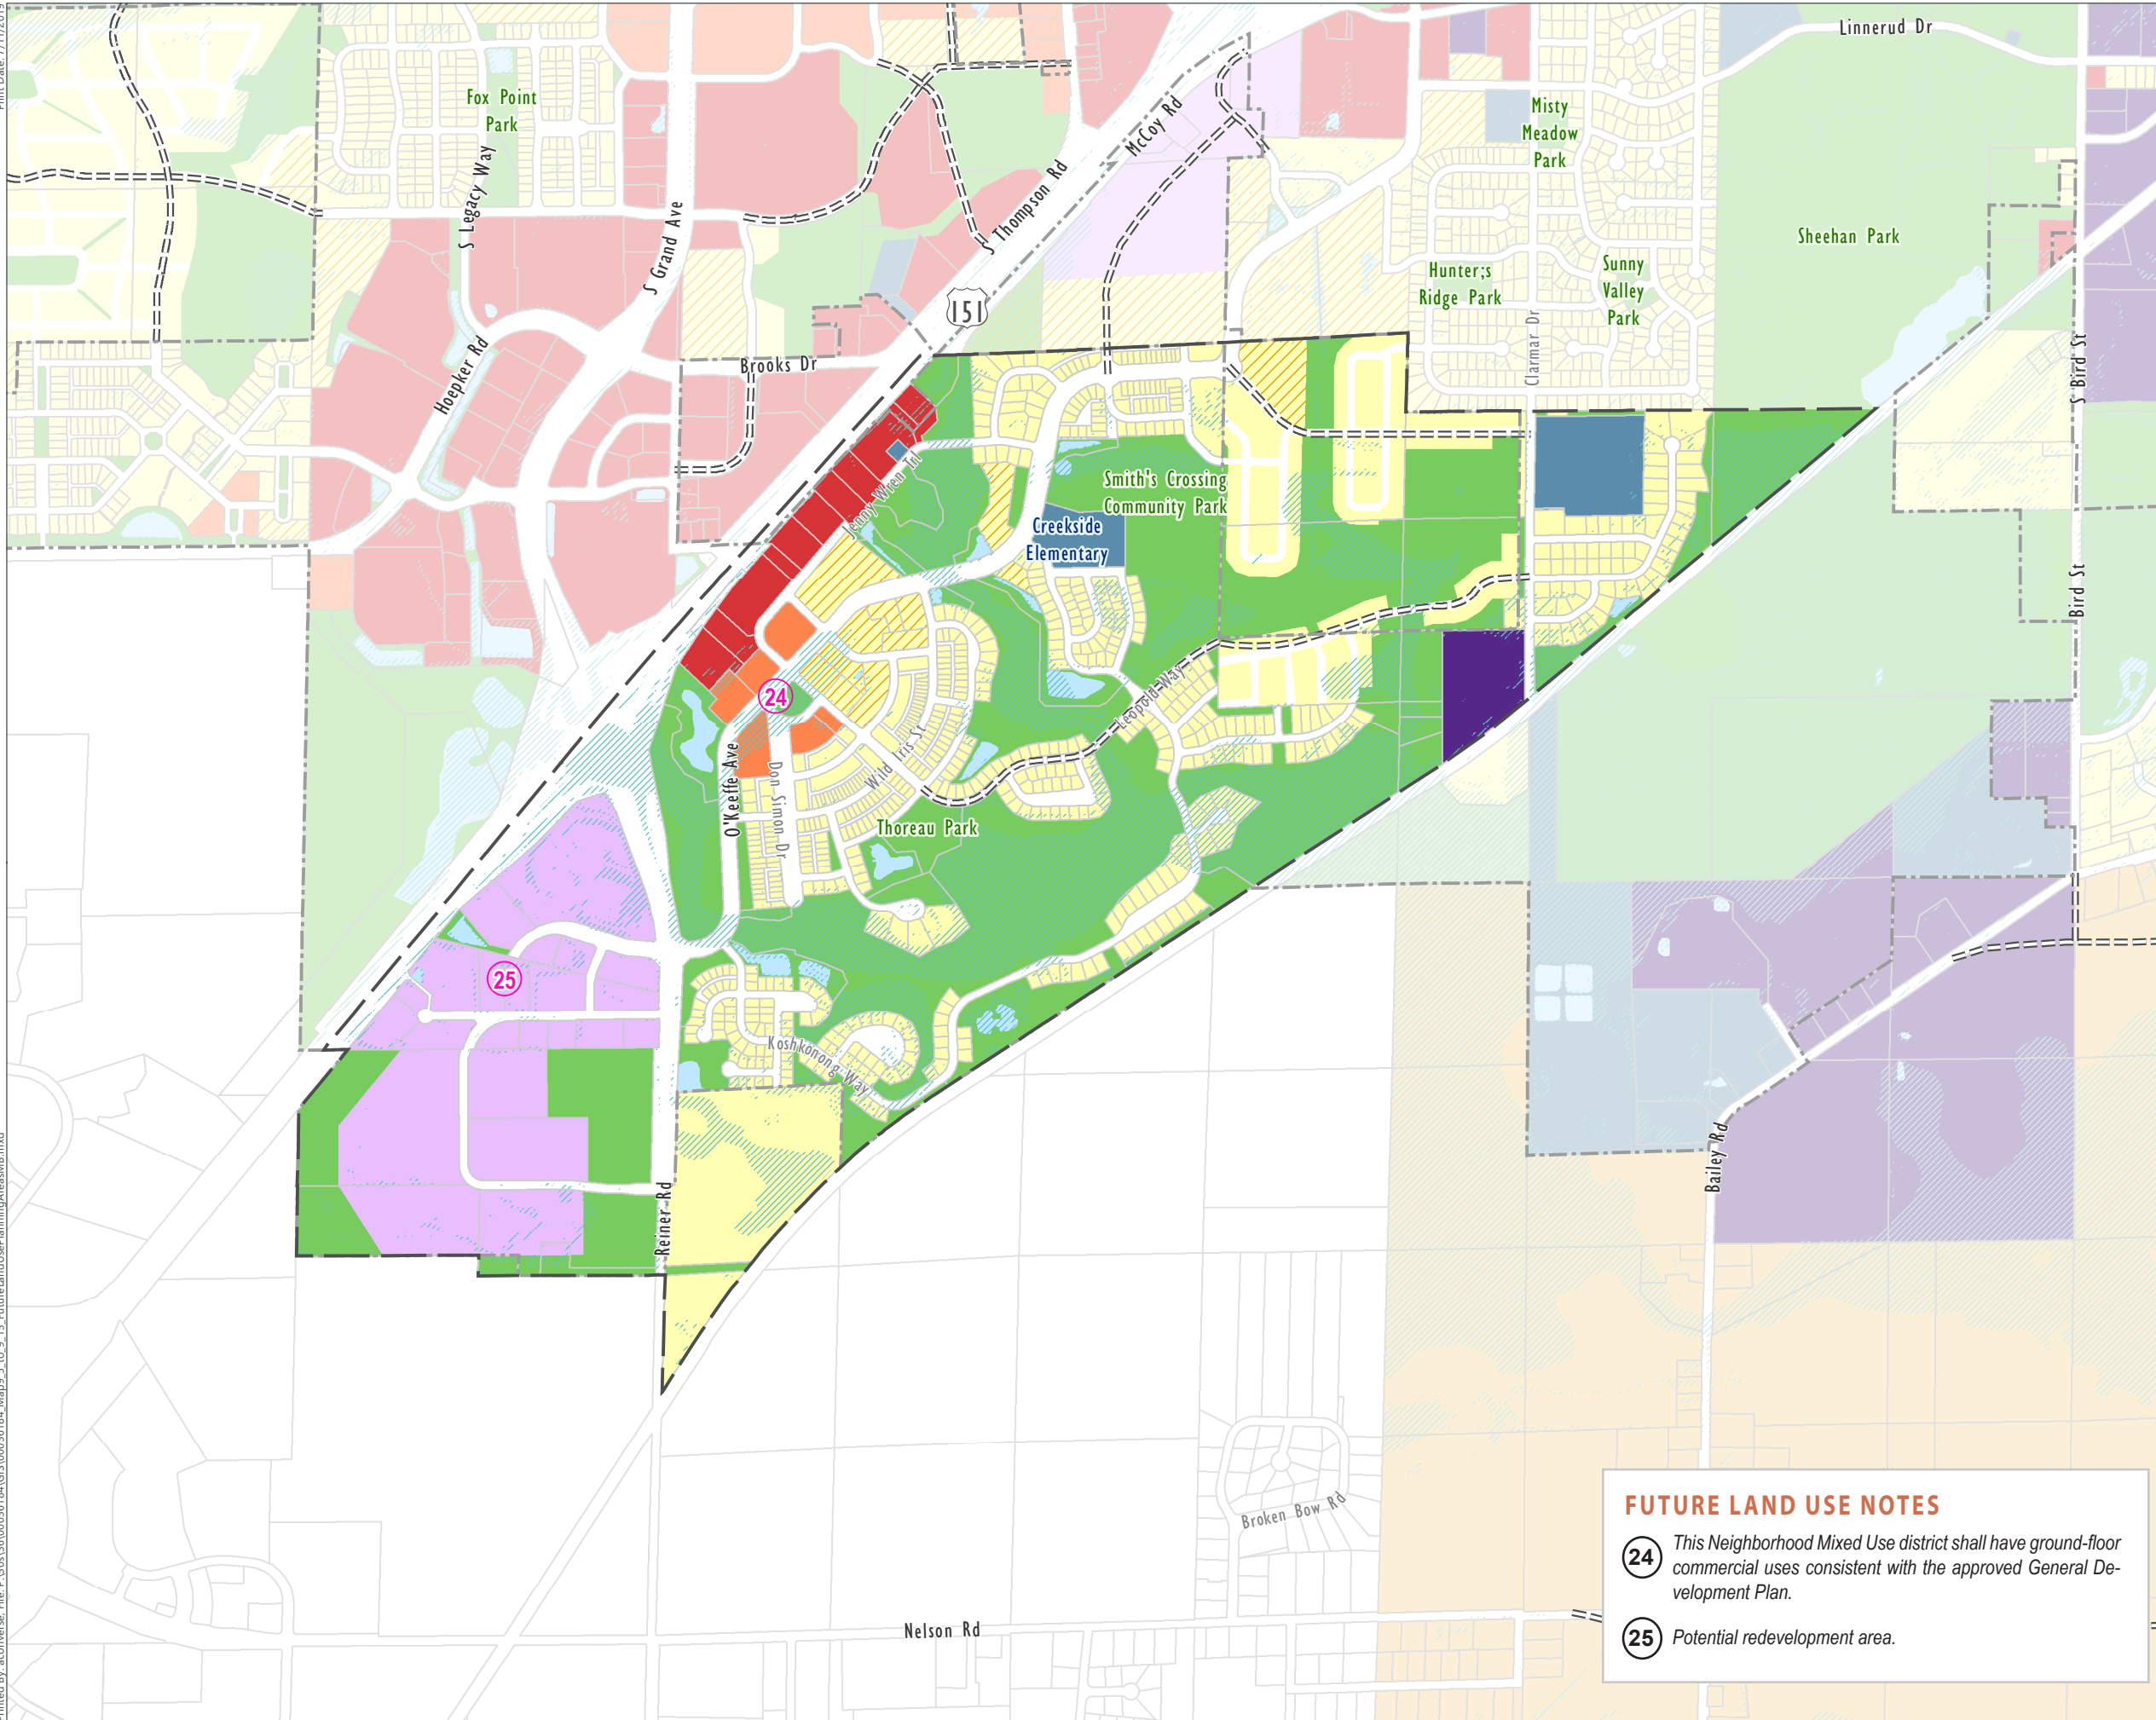 Linnerud Dr
Fox Point
Park
Misty
Meadow
Park
McCoy Rd
S Legacy Way
S Thompson Rd
S Grand Ave
Sheehan Park
Hunter;s
Ridge Park
Sunny
Valley
Park
151
Clarmar Dr
S Bird St
Hoepker Rd
Brooks Dr
Jenny Wren Trl
Smith's Crossing
Community Park
Creekside
Elementary
Bird St
24
Leopold Way
O'Keeffe Ave
Don Simon Dr
Wild Iris St
Thoreau Park
25
Koshkonong Way
Reiner Rd
Bailey Rd
Broken Bow Rd
Nelson Rd
FUTURE LAND USE NOTES
24 This Neighborhood Mixed Use district shall have ground-floor
commercial uses consistent with the approved General De-
velopment Plan.
25 Potential redevelopment area.